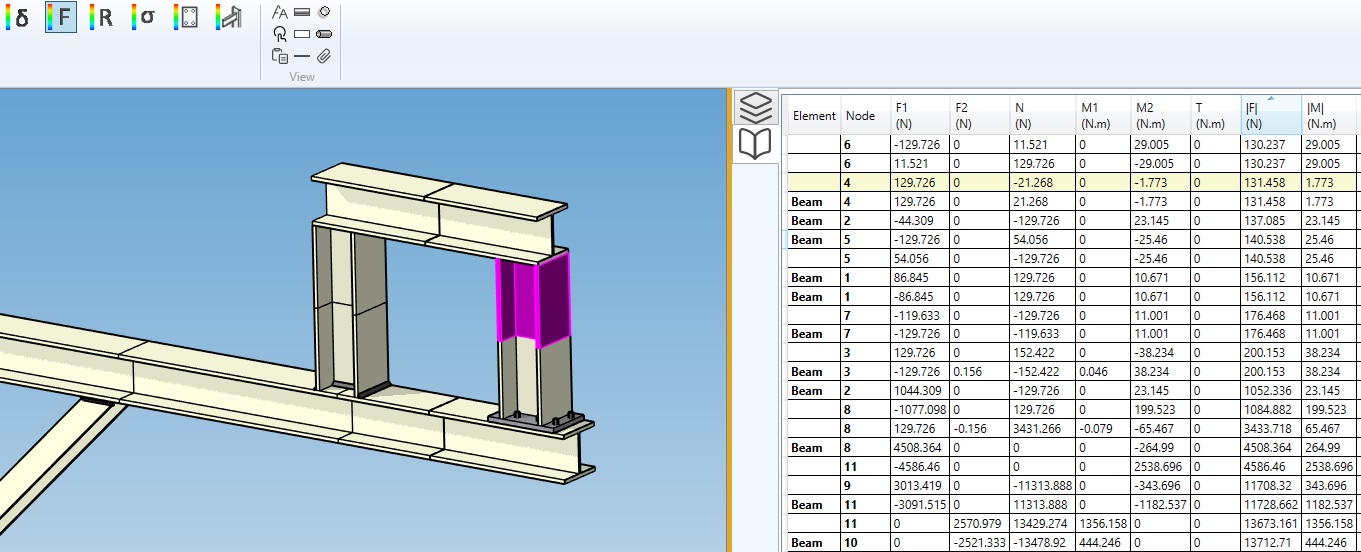 δ F R σ
FA
View
Element Node F1 (N) F2 (N) N (N) M1 (N.m) M2 (N.m) T (N.m) |F| (N) |M| (N.m)
6 -129.726 0 11.521 0 29.005 0 130.237 29.005
6 11.521 0 129.726 0 -29.005 0 130.237 29.005
4 129.726 0 -21.268 0 -1.773 0 131.458 1.773
Beam 4 129.726 0 21.268 0 -1.773 0 131.458 1.773
Beam 2 -44.309 0 -129.726 0 23.145 0 137.085 23.145
Beam 5 -129.726 0 54.056 0 -25.46 0 140.538 25.46
5 54.056 0 -129.726 0 -25.46 0 140.538 25.46
Beam 1 86.845 0 129.726 0 10.671 0 156.112 10.671
Beam 1 -86.845 0 129.726 0 10.671 0 156.112 10.671
7 -119.633 0 -129.726 0 11.001 0 176.468 11.001
Beam 7 -129.726 0 -119.633 0 11.001 0 176.468 11.001
3 129.726 0 152.422 0 -38.234 0 200.153 38.234
Beam 3 -129.726 0.156 -152.422 0.046 38.234 0 200.153 38.234
Beam 2 1044.309 0 -129.726 0 23.145 0 1052.336 23.145
8 -1077.098 0 129.726 0 199.523 0 1084.882 199.523
8 129.726 -0.156 3431.266 -0.079 -65.467 0 3433.718 65.467
Beam 8 4508.364 0 0 0 -264.99 0 4508.364 264.99
11 -4586.46 0 0 0 2538.696 0 4586.46 2538.696
9 3013.419 0 -11313.888 0 -343.696 0 11708.32 343.696
Beam 11 -3091.515 0 11313.888 0 -1182.537 0 11728.662 1182.537
11 0 2570.979 13429.274 1356.158 0 0 13673.161 1356.158
Beam 10 0 -2521.333 -13478.92 444.246 0 0 13712.71 444.246